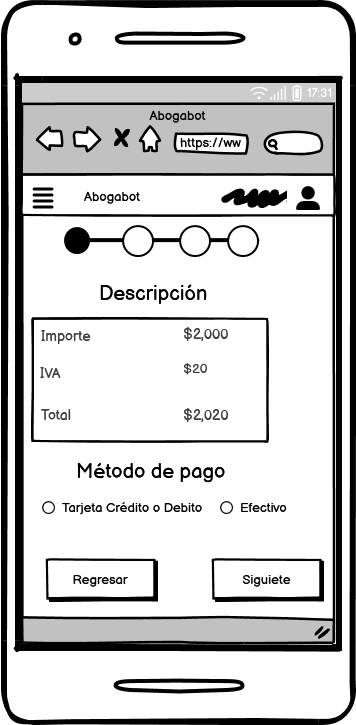 17:31
Abogabot
https://ww
Abogabot
Descripción
Importe $2,000
IVA $20
Total $2,020
Método de pago
Tarjeta Crédito o Debito Efectivo
Regresar Siguiete